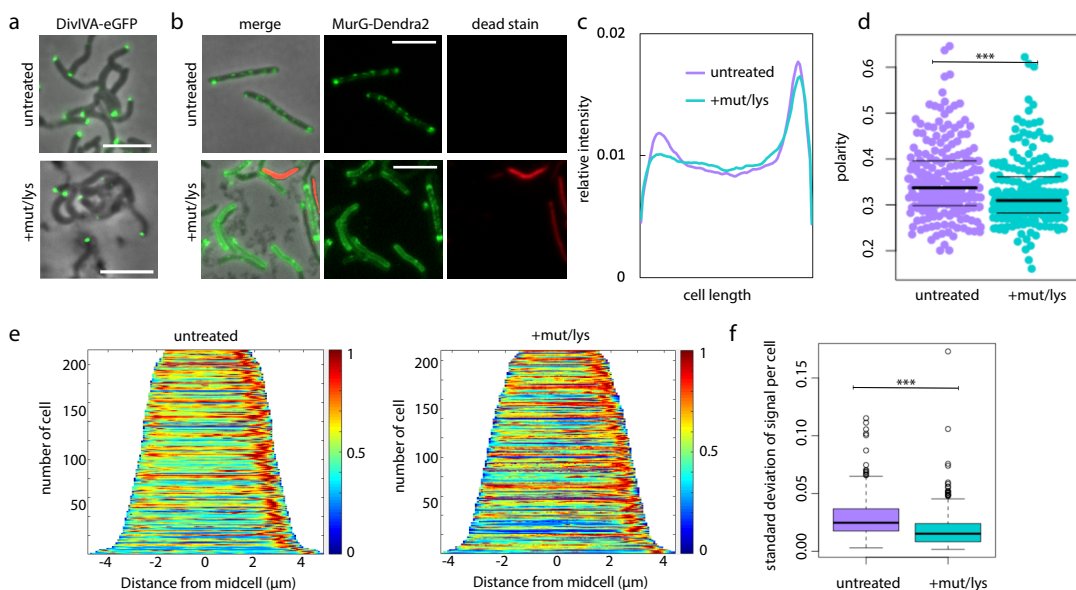 a
DivIVA-eGFP
untreated
+mut/lys
b
merge
MurG-Dendra2
dead stain
untreated
+mut/lys
c
0.02
0.01
0
relative intensity
untreated
+mut/lys
cell length
d
***
0.6
0.5
0.4
0.3
0.2
polarity
untreated
+mut/lys
e
untreated
number of cell
200
150
100
50
-4
-2
0
2
4
Distance from midcell (μm)
1
0.5
0
+mut/lys
number of cell
200
150
100
50
-4
-2
0
2
4
Distance from midcell (μm)
1
0.5
0
f
***
0.15
0.10
0.05
0.00
standard deviation of signal per cell
untreated
+mut/lys